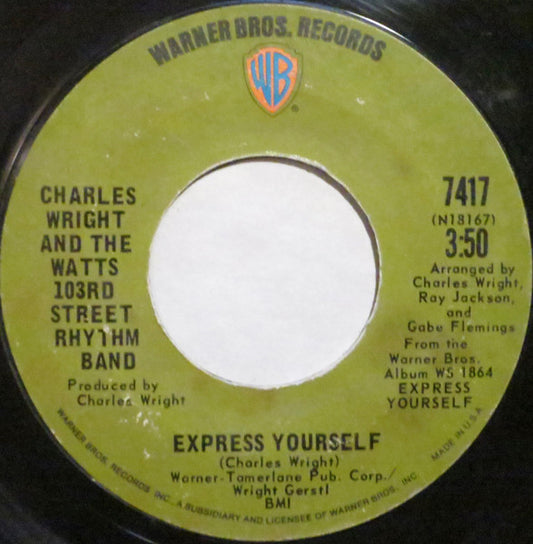 WARNER BROS. RECORDS
WB
®
CHARLES
WRIGHT
AND THE
WATTS
103RD
STREET
RHYTHM
BAND
Produced by
Charles Wright
7417
(N18167)
3:50
Arranged by
Charles Wright,
Ray Jackson,
and
Gabe Flemings
From the
Warner Bros.
Album WS 1864
EXPRESS
YOURSELF
EXPRESS YOURSELF
(Charles Wright)
Warner-Tamerlane Pub. Corp./
Wright Gerstl
BMI
WARNER BROS. RECORDS INC. A SUBSIDIARY AND LICENSEE OF WARNER BROS., INC. MADE IN U.S.A.